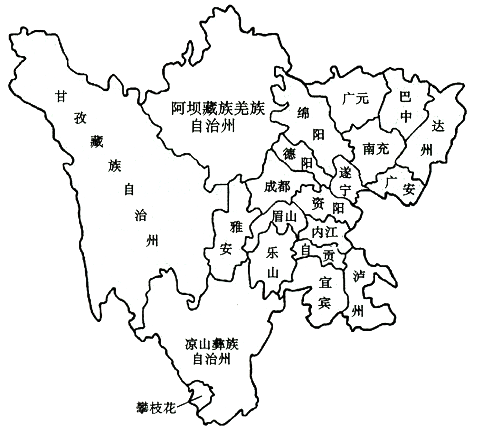 甘孜藏族自治州
阿坝藏族羌族
自治州
绵阳
广元
巴中
达州
南充
德阳
遂宁
广安
成都
资阳
雅安
眉山
内江
乐山
自贡
宜宾
泸州
凉山彝族
自治州
攀枝花